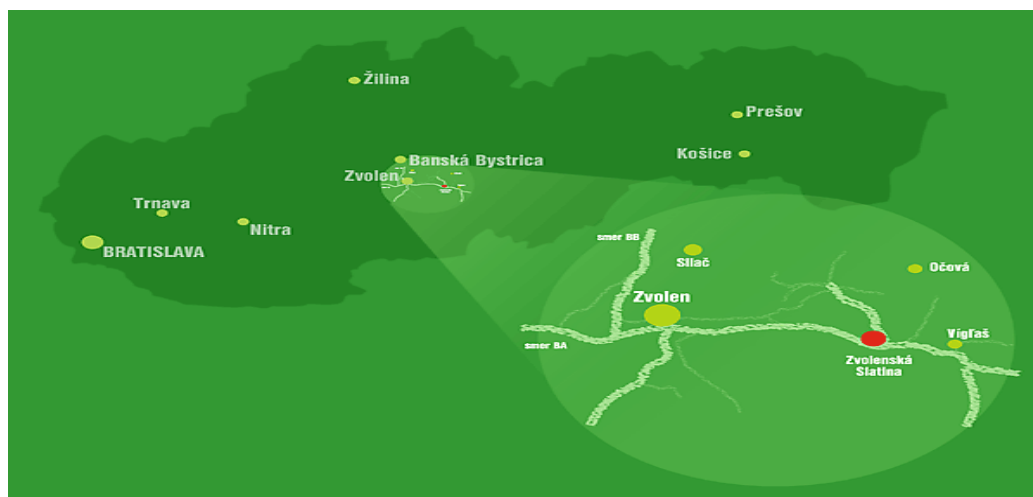 Žilina
Prešov
Košice
Banská Bystrica
Zvolen
Trnava
Nitra
BRATISLAVA
smer BB
Sliač
Očová
Zvolen
Vígľaš
smer BA
Zvolenská
Slatina